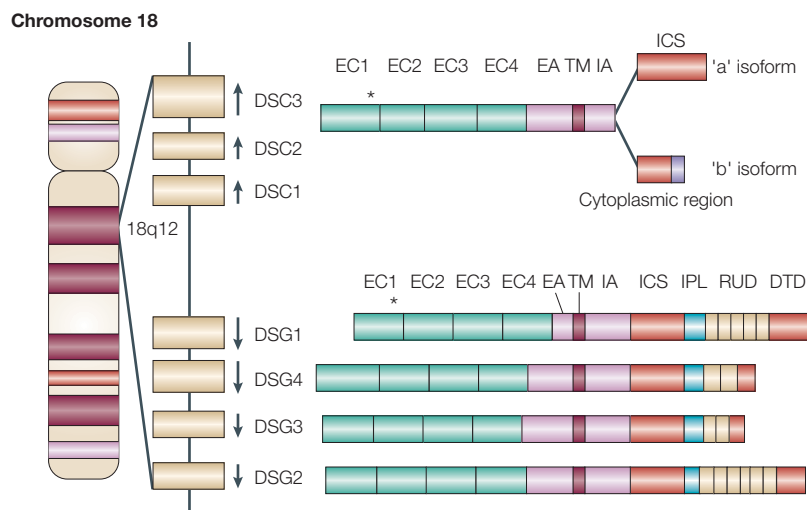 Chromosome 18
ICS
EC1 EC2 EC3 EC4 EA TM IA
'a' isoform
*
DSC3
DSC2
DSC1
'b' isoform
Cytoplasmic region
18q12
EC1 EC2 EC3 EC4 EA TM IA ICS IPL RUD DTD
*
DSG1
DSG4
DSG3
DSG2